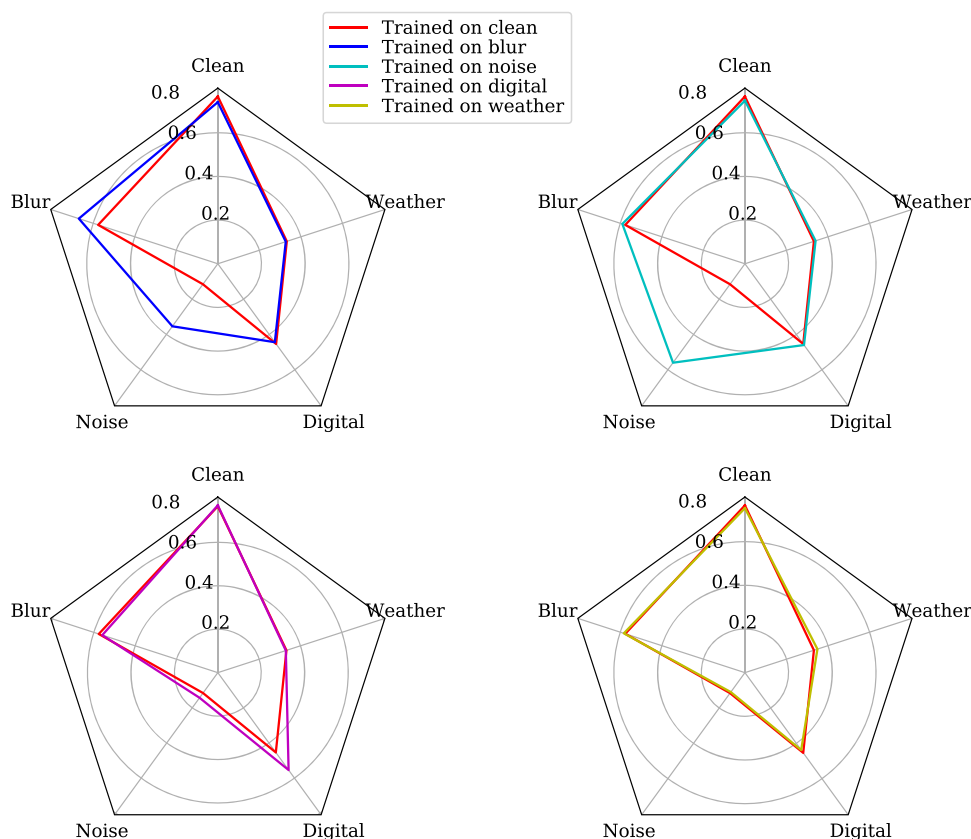 Trained on clean
Trained on blur
Trained on noise
Trained on digital
Trained on weather
Clean
0.8
0.6
0.4
0.2
Blur
Weather
Noise
Digital
Clean
0.8
0.6
0.4
0.2
Blur
Weather
Noise
Digital
Clean
0.8
0.6
0.4
0.2
Blur
Weather
Noise
Digital
Clean
0.8
0.6
0.4
0.2
Blur
Weather
Noise
Digital